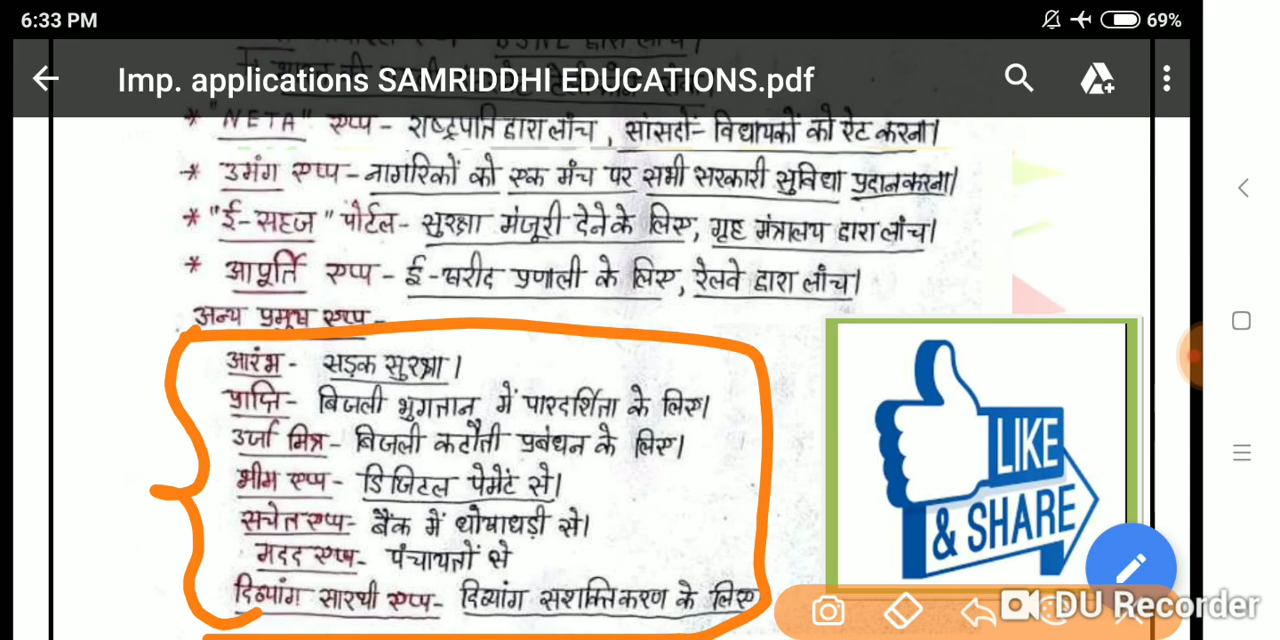 6:33 PM 69%
द्वारा लांच।
Imp. applications SAMRIDDHI EDUCATIONS.pdf
* "NETA" एप्प - राष्ट्रपति द्वारा लांच, सांसदो - विधायकों को रेट करना।
* उमंग एप्प - नागरिकों को एक मंच पर सभी सरकारी सुविधा प्रदान करना।
* "ई-सहज" पोर्टल - सुरक्षा मंजूरी देने के लिए, गृह मंत्रालय द्वारा लांच।
* आपूर्ति एप्प - ई-खरीद प्रणाली के लिए, रेलवे द्वारा लांच।
अन्य प्रमुख एप्प -
आरंभ - सड़क सुरक्षा।
प्राप्ति - बिजली भुगतान में पारदर्शिता के लिए।
उर्जा मित्र - बिजली कटौती प्रबंधन के लिए।
भीम एप्प - डिजिटल पेमेंट से।
सचेत एप्प - बैंक में धोखाधड़ी से।
मदद एप्प - पंचायतों से
दिव्यांग सारथी एप्प - दिव्यांग सशक्तिकरण के लिए
LIKE
& SHARE
DU Recorder